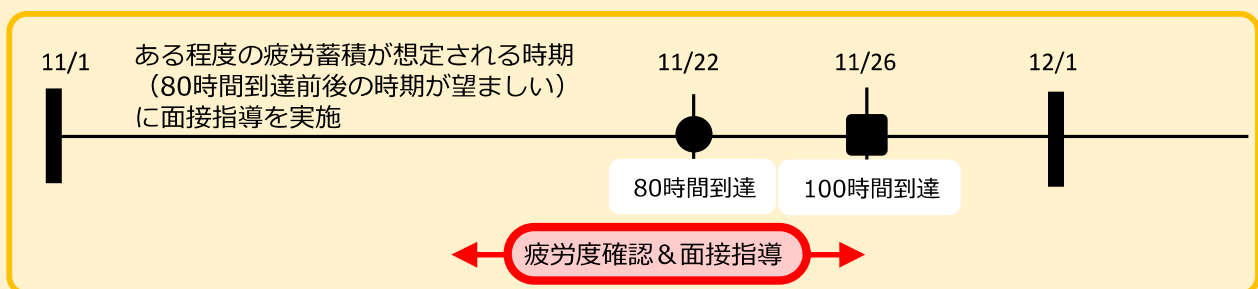 11/1
ある程度の疲労蓄積が想定される時期
（80時間到達前後の時期が望ましい）
に面接指導を実施
11/22
11/26
12/1
80時間到達
100時間到達
疲労度確認＆面接指導